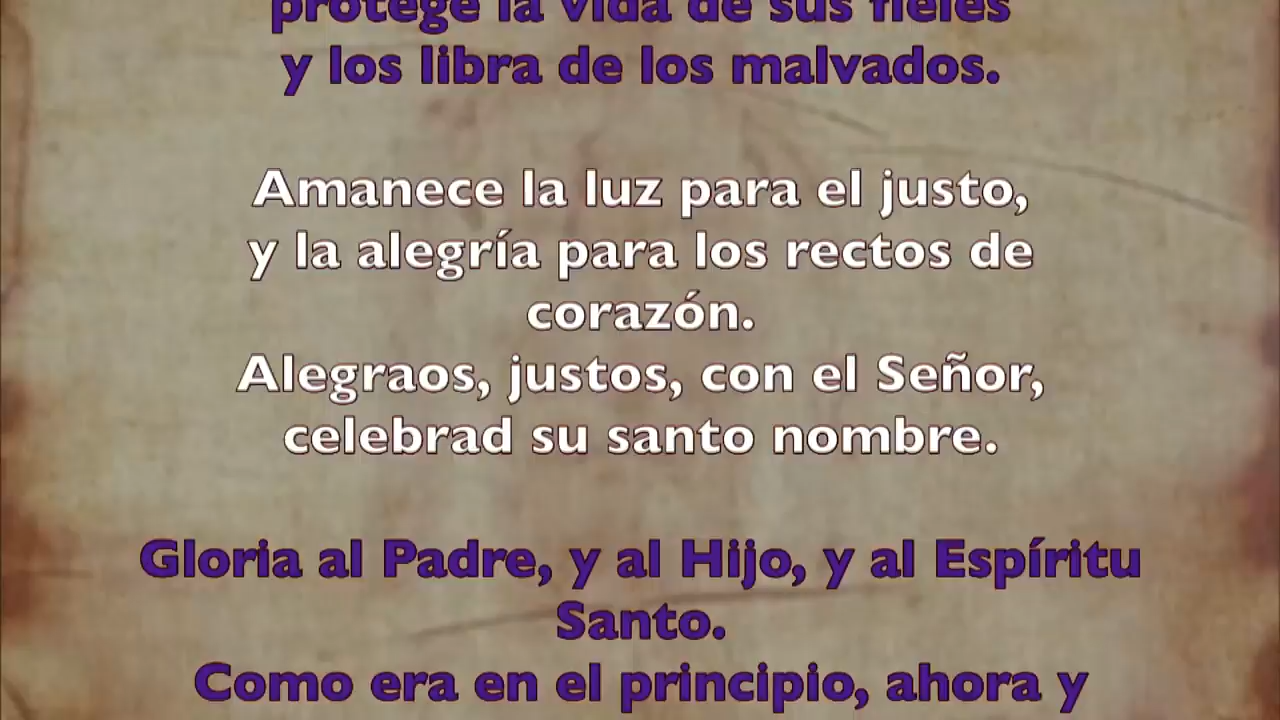 protege la vida de sus fieles
y los libra de los malvados.
Amanece la luz para el justo,
y la alegría para los rectos de
corazón.
Alegraos, justos, con el Señor,
celebrad su santo nombre.
Gloria al Padre, y al Hijo, y al Espíritu
Santo.
Como era en el principio, ahora y